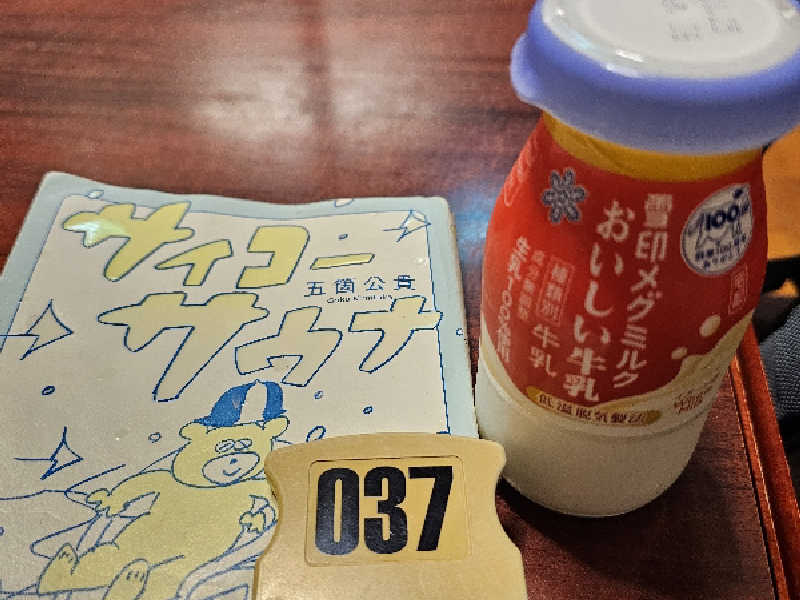 サイコー
五箇公貴
サウナ
037
雪印メグミルク
おいしい牛乳
種類別 牛乳
生乳100%使用
100